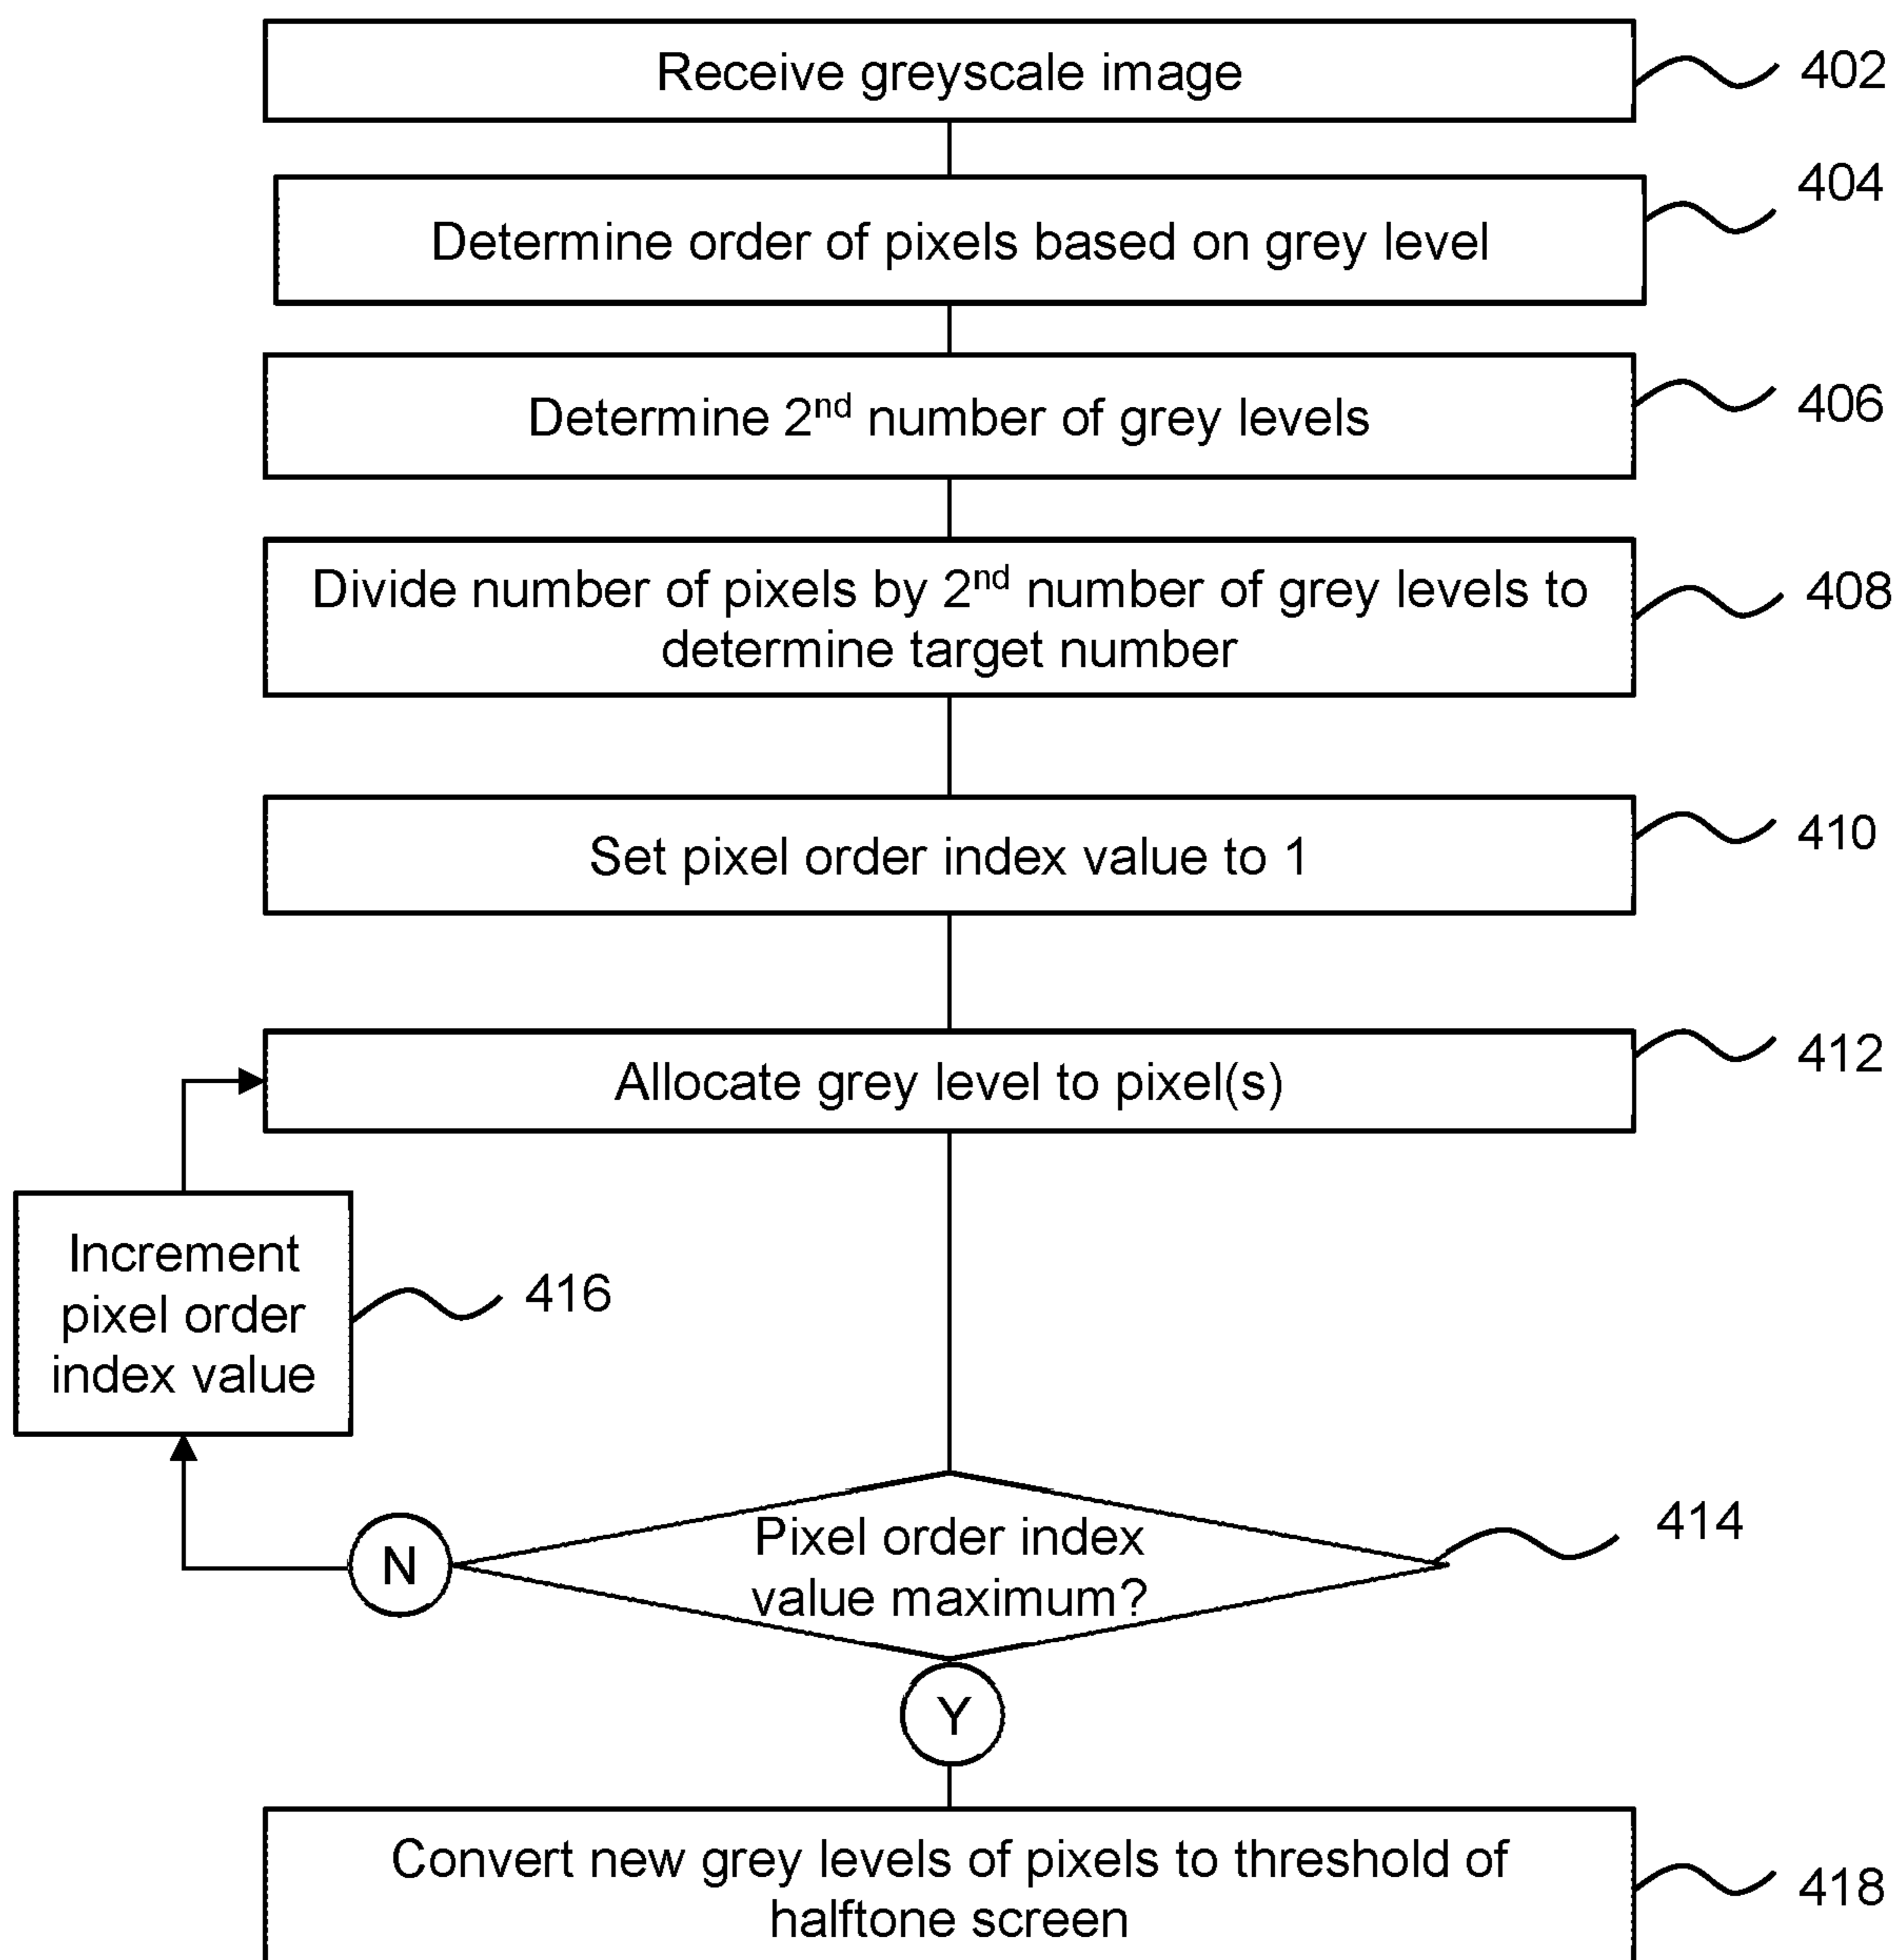 Receive greyscale image
402
404
Determine order of pixels based on grey level
Determine 2nd number of grey levels
406
Divide number of pixels by 2nd number of grey levels to
determine target number
408
Set pixel order index value to 1
410
Allocate grey level to pixel(s)
412
Increment
pixel order
index value
416
Pixel order index
value maximum?
414
N
Y
Convert new grey levels of pixels to threshold of
halftone screen
418